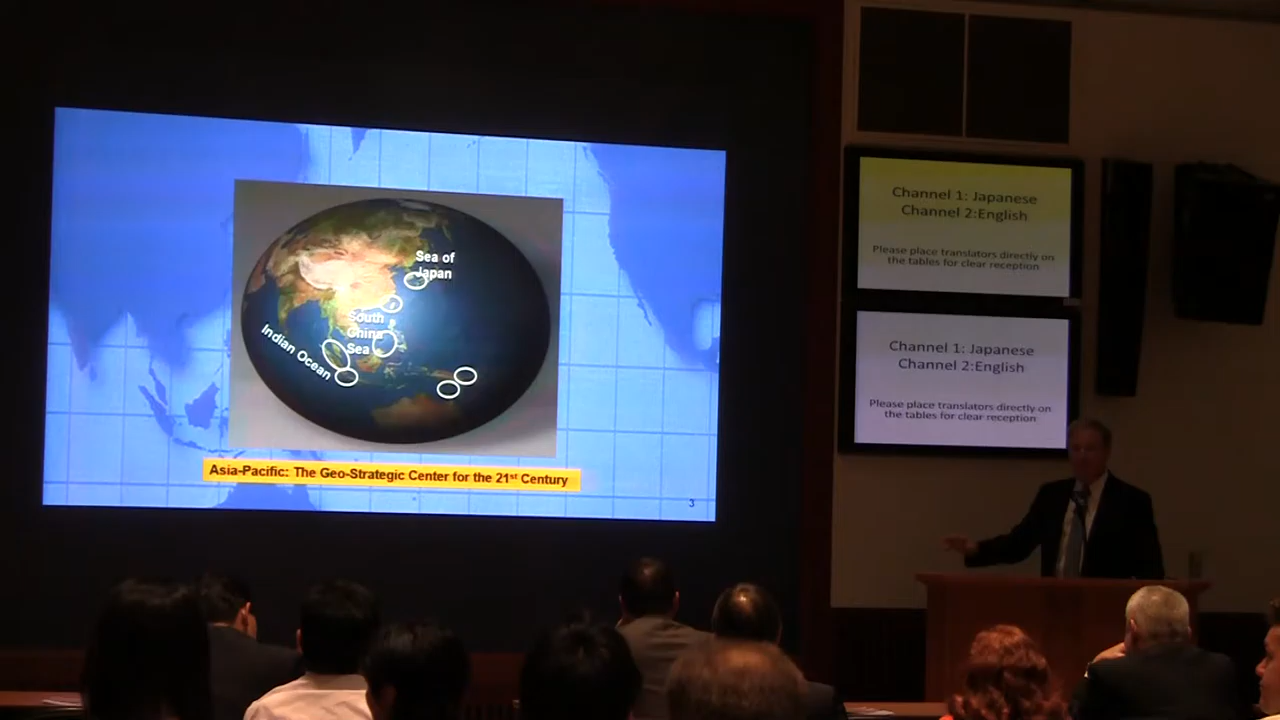 Sea of
Japan
South
China
Sea
Indian Ocean
Asia-Pacific: The Geo-Strategic Center for the 21st Century
3
Channel 1: Japanese
Channel 2:English
Please place translators directly on
the tables for clear reception
Channel 1: Japanese
Channel 2:English
Please place translators directly on
the tables for clear reception